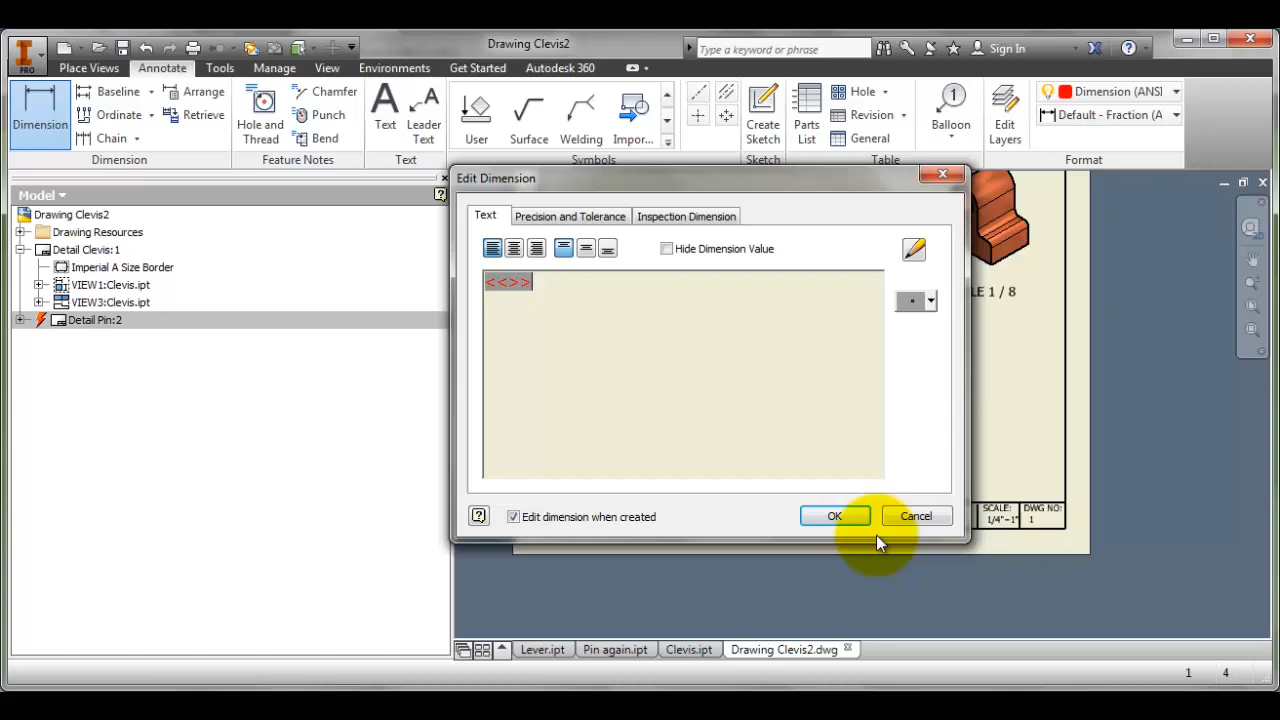 Drawing Clevis2
Type a keyword or phrase
Sign In
PRO
Place Views
Annotate
Tools
Manage
View
Environments
Get Started
Autodesk 360
Dimension
Baseline
Ordinate
Chain
Arrange
Retrieve
Dimension
Hole and
Thread
Chamfer
Punch
Bend
Feature Notes
Text
Leader
Text
Text
User
Surface
Welding
Impor...
Symbols
Create
Sketch
Sketch
Parts
List
Hole
Revision
General
Table
Balloon
Edit
Layers
Dimension (ANSI
Default - Fraction (A
Format
Model
Drawing Clevis2
Drawing Resources
Detail Clevis:1
Imperial A Size Border
VIEW1:Clevis.ipt
VIEW3:Clevis.ipt
Detail Pin:2
Edit Dimension
Text
Precision and Tolerance
Inspection Dimension
Hide Dimension Value
<<>>
Edit dimension when created
OK
Cancel
LE 1 / 8
SCALE:
1/4"=1"
DWG NO:
1
Lever.ipt
Pin again.ipt
Clevis.ipt
Drawing Clevis2.dwg
1
4